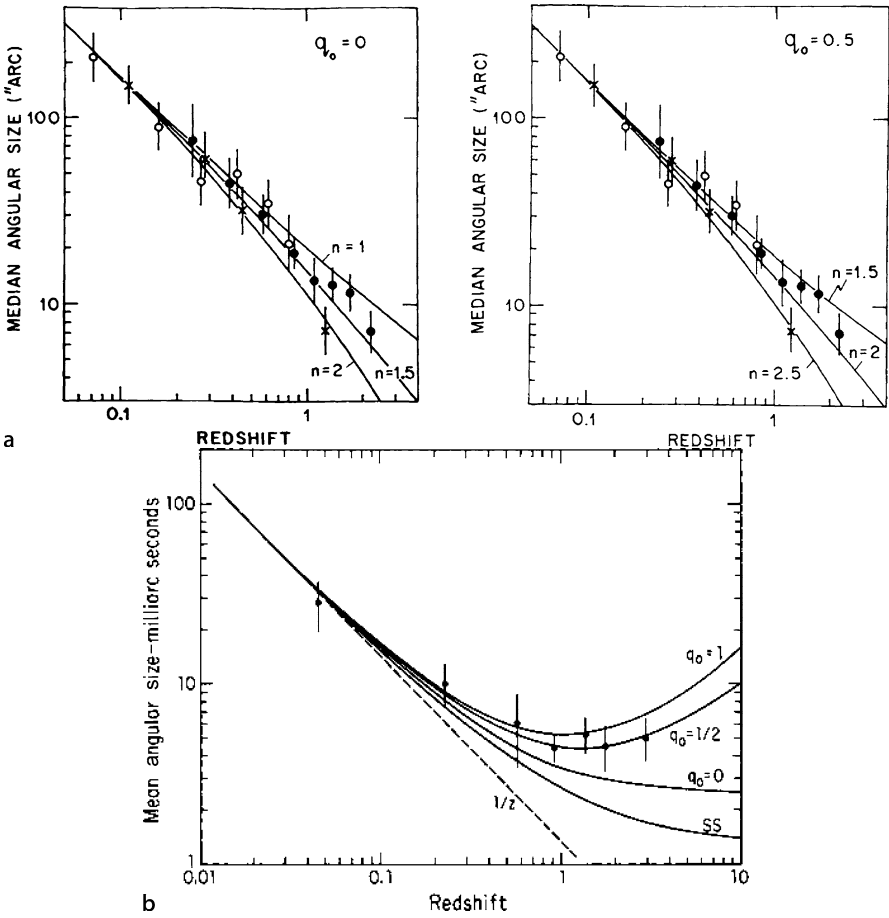 q₀ = 0
MEDIAN ANGULAR SIZE ("ARC)
100
10
n = 1
n=2
n=1.5
0.1
1
REDSHIFT
a
0.1
1
q₀ = 0.5
MEDIAN ANGULAR SIZE ("ARC)
100
10
n=1.5
n=2
n=2.5
0.1
1
REDSHIFT
Mean angular size-milliarc seconds
100
10
1
q₀=1
q₀=1/2
q₀=0
SS
1/z
0.01
0.1
1
10
Redshift
b